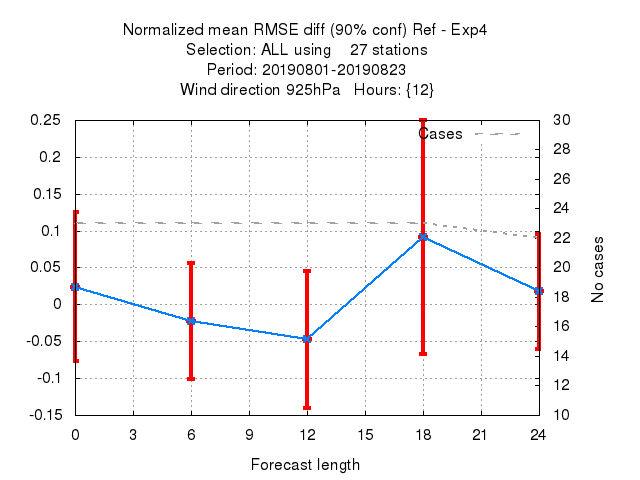 Normalized mean RMSE diff (90% conf) Ref - Exp4
Selection: ALL using 27 stations
Period: 20190801-20190823
Wind direction 925hPa Hours: {12}
Cases
0.25
0.2
0.15
0.1
0.05
0
-0.05
-0.1
-0.15
30
28
26
24
22
20
18
16
14
12
10
No cases
0 3 6 9 12 15 18 21 24
Forecast length